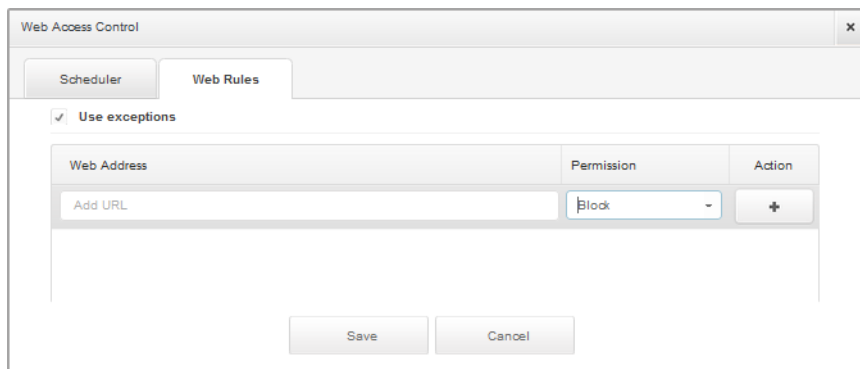 Web Access Control
Scheduler Web Rules
Use exceptions
Web Address Permission Action
Add URL Block
Save Cancel